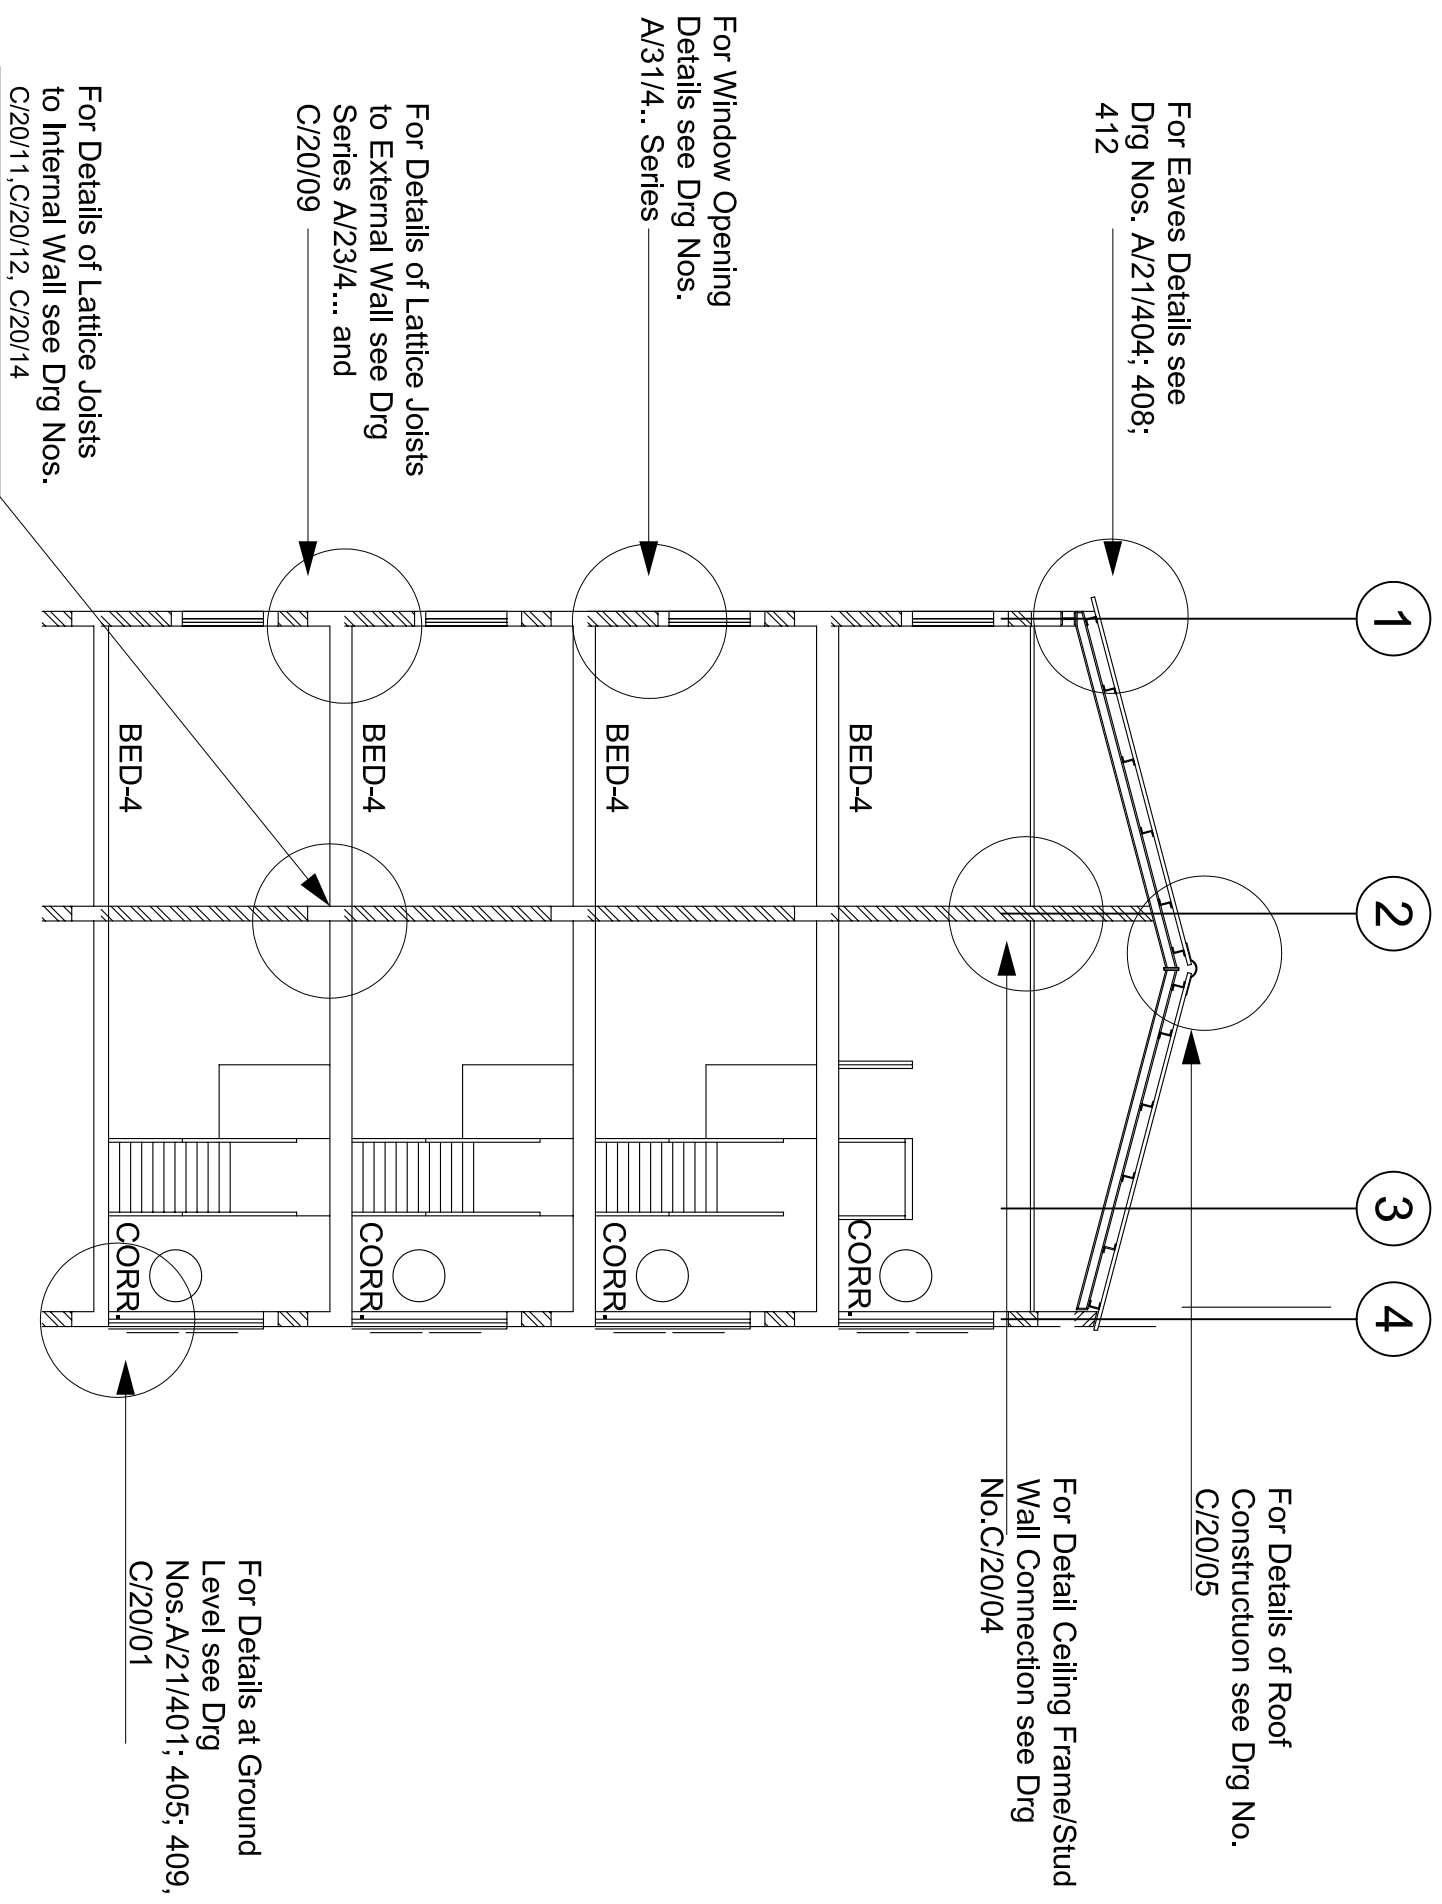 1
2
3
4
For Eaves Details see
Drg Nos. A/21/404; 408;
412
For Window Opening
Details see Drg Nos.
A/31/4.. Series
For Details of Lattice Joists
to External Wall see Drg
Series A/23/4... and
C/20/09
For Details of Lattice Joists
to Internal Wall see Drg Nos.
C/20/11,C/20/12, C/20/14
BED-4
BED-4
BED-4
BED-4
CORR.
CORR.
CORR.
CORR.
For Details of Roof
Constructuon see Drg No.
C/20/05
For Detail Ceiling Frame/Stud
Wall Connection see Drg
No.C/20/04
For Details at Ground
Level see Drg
Nos.A/21/401; 405; 409,
C/20/01